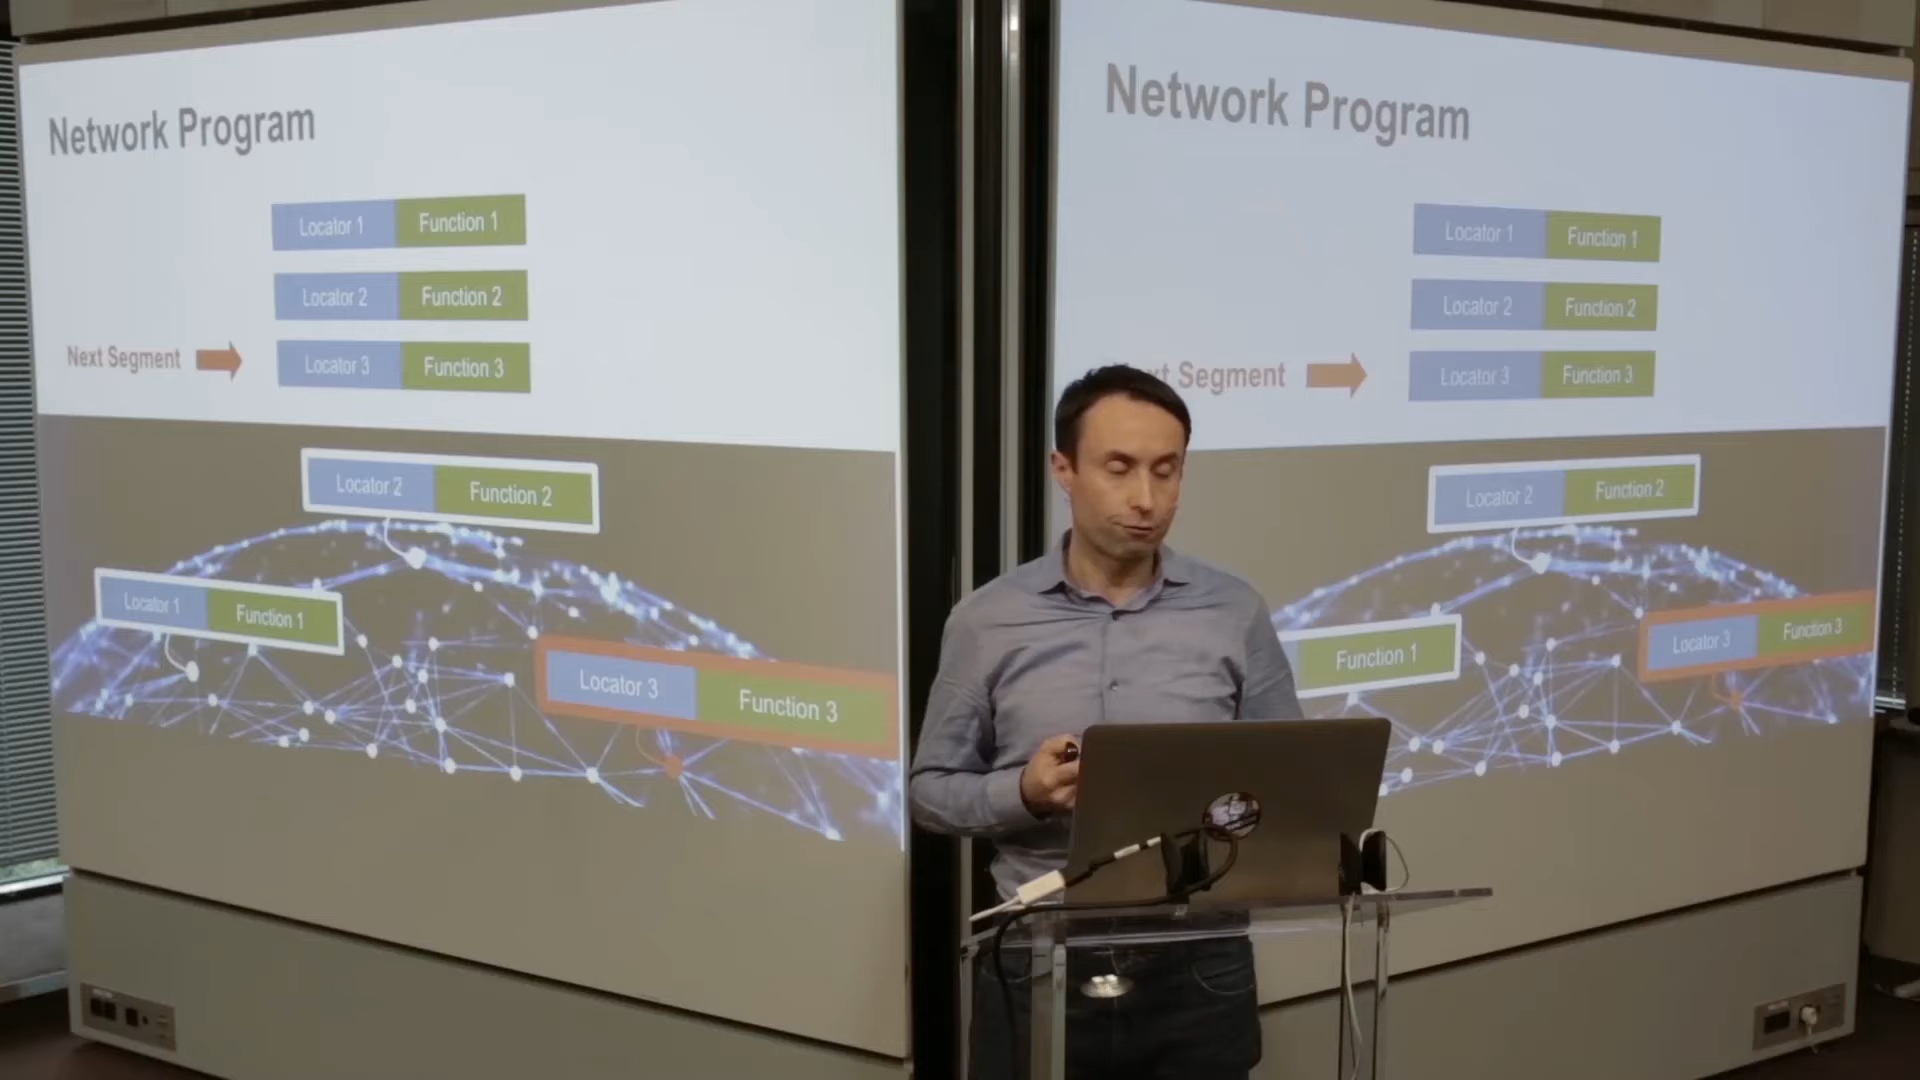 Network Program
Locator 1 Function 1
Locator 2 Function 2
Next Segment Locator 3 Function 3
Locator 2 Function 2
Locator 1 Function 1
Locator 3 Function 3
Network Program
Locator 1 Function 1
Locator 2 Function 2
Segment Locator 3 Function 3
Locator 2 Function 2
Function 1
Locator 3 Function 3